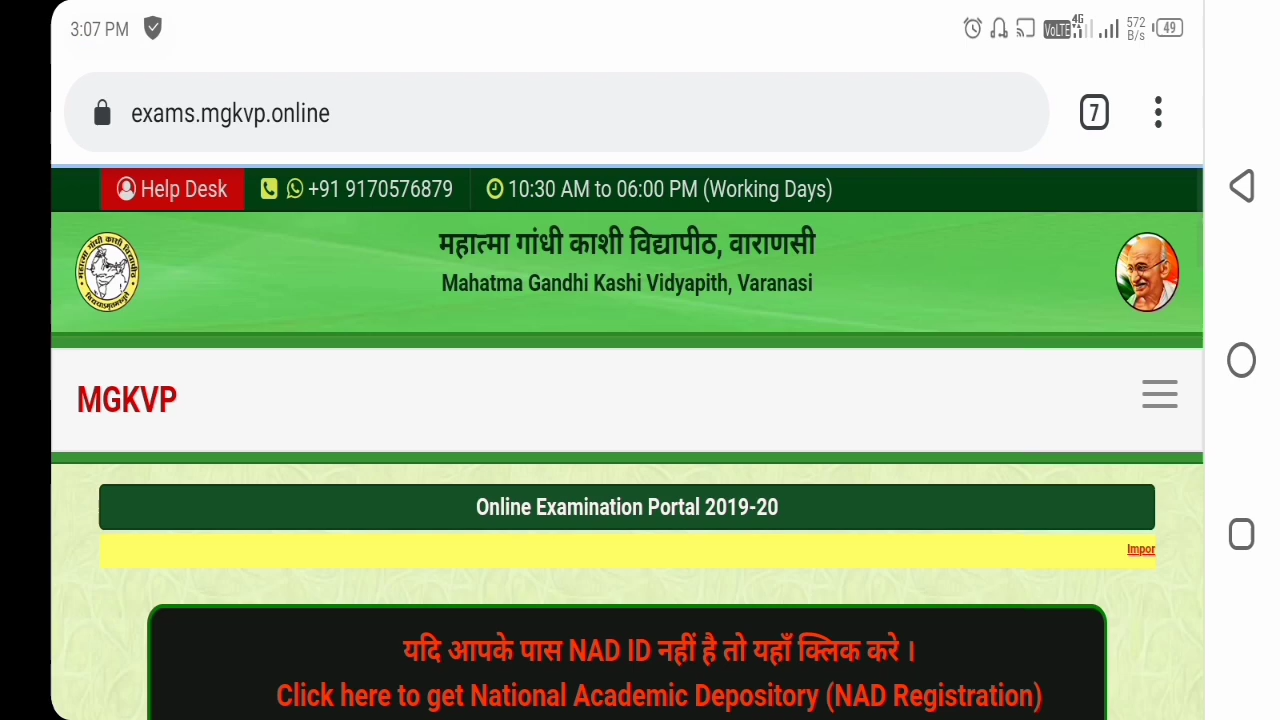 3:07 PM
VoLTE 4G 572 B/s 49
exams.mgkvp.online
7
Help Desk +91 9170576879 10:30 AM to 06:00 PM (Working Days)
महात्मा गांधी काशी विद्यापीठ, वाराणसी
Mahatma Gandhi Kashi Vidyapith, Varanasi
MGKVP
Online Examination Portal 2019-20
Impor
यदि आपके पास NAD ID नहीं है तो यहाँ क्लिक करे ।
Click here to get National Academic Depository (NAD Registration)